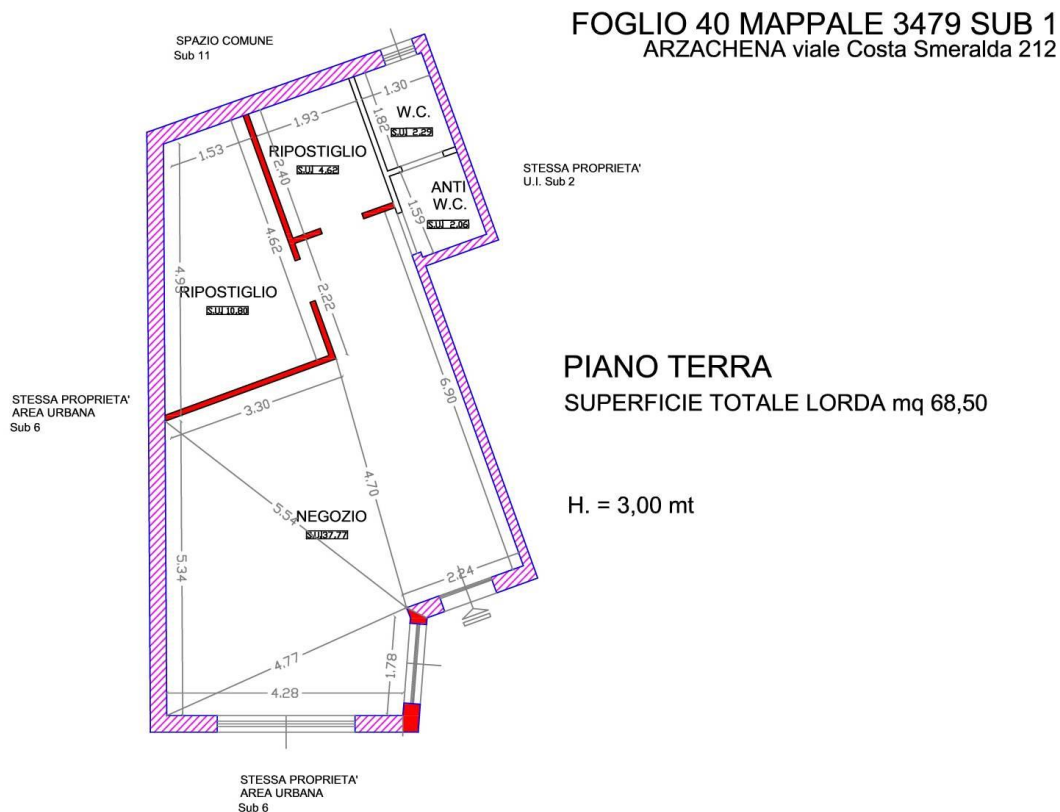 FOGLIO 40 MAPPALE 3479 SUB 1
ARZACHENA viale Costa Smeralda 212
SPAZIO COMUNE
Sub 11
1.30
W.C.
S.U. 2.29
1.82
1.93
1.53
RIPOSTIGLIO
S.U. 4.62
2.40
STESSA PROPRIETA'
U.I. Sub 2
ANTI
W.C.
S.U. 2.06
1.59
4.62
RIPOSTIGLIO
S.U. 10.80
2.22
PIANO TERRA
SUPERFICIE TOTALE LORDA mq 68,50
STESSA PROPRIETA'
AREA URBANA
Sub 6
3.30
6.90
4.70
5.54
NEGOZIO
S.U.37.77
H. = 3,00 mt
5.34
2.24
4.77
1.78
4.28
STESSA PROPRIETA'
AREA URBANA
Sub 6